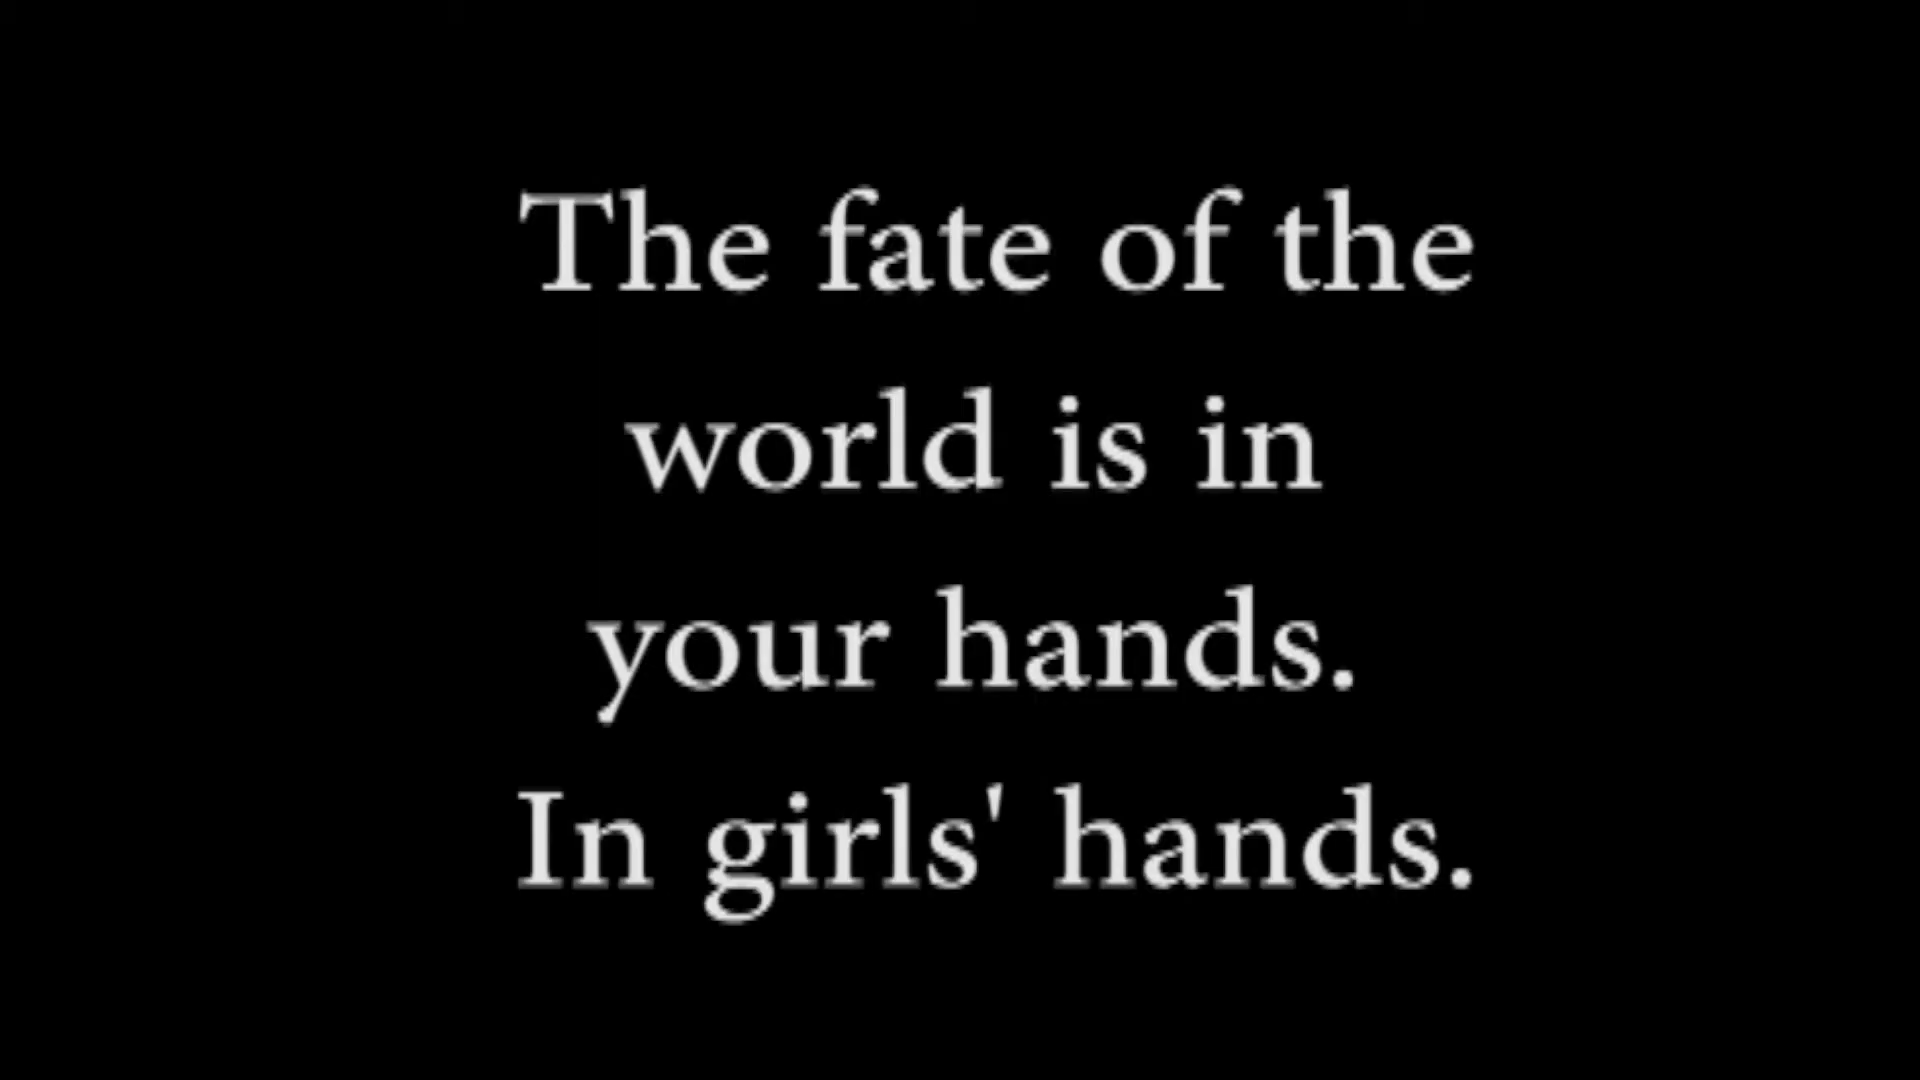 The fate of the
world is in
your hands.
In girls' hands.